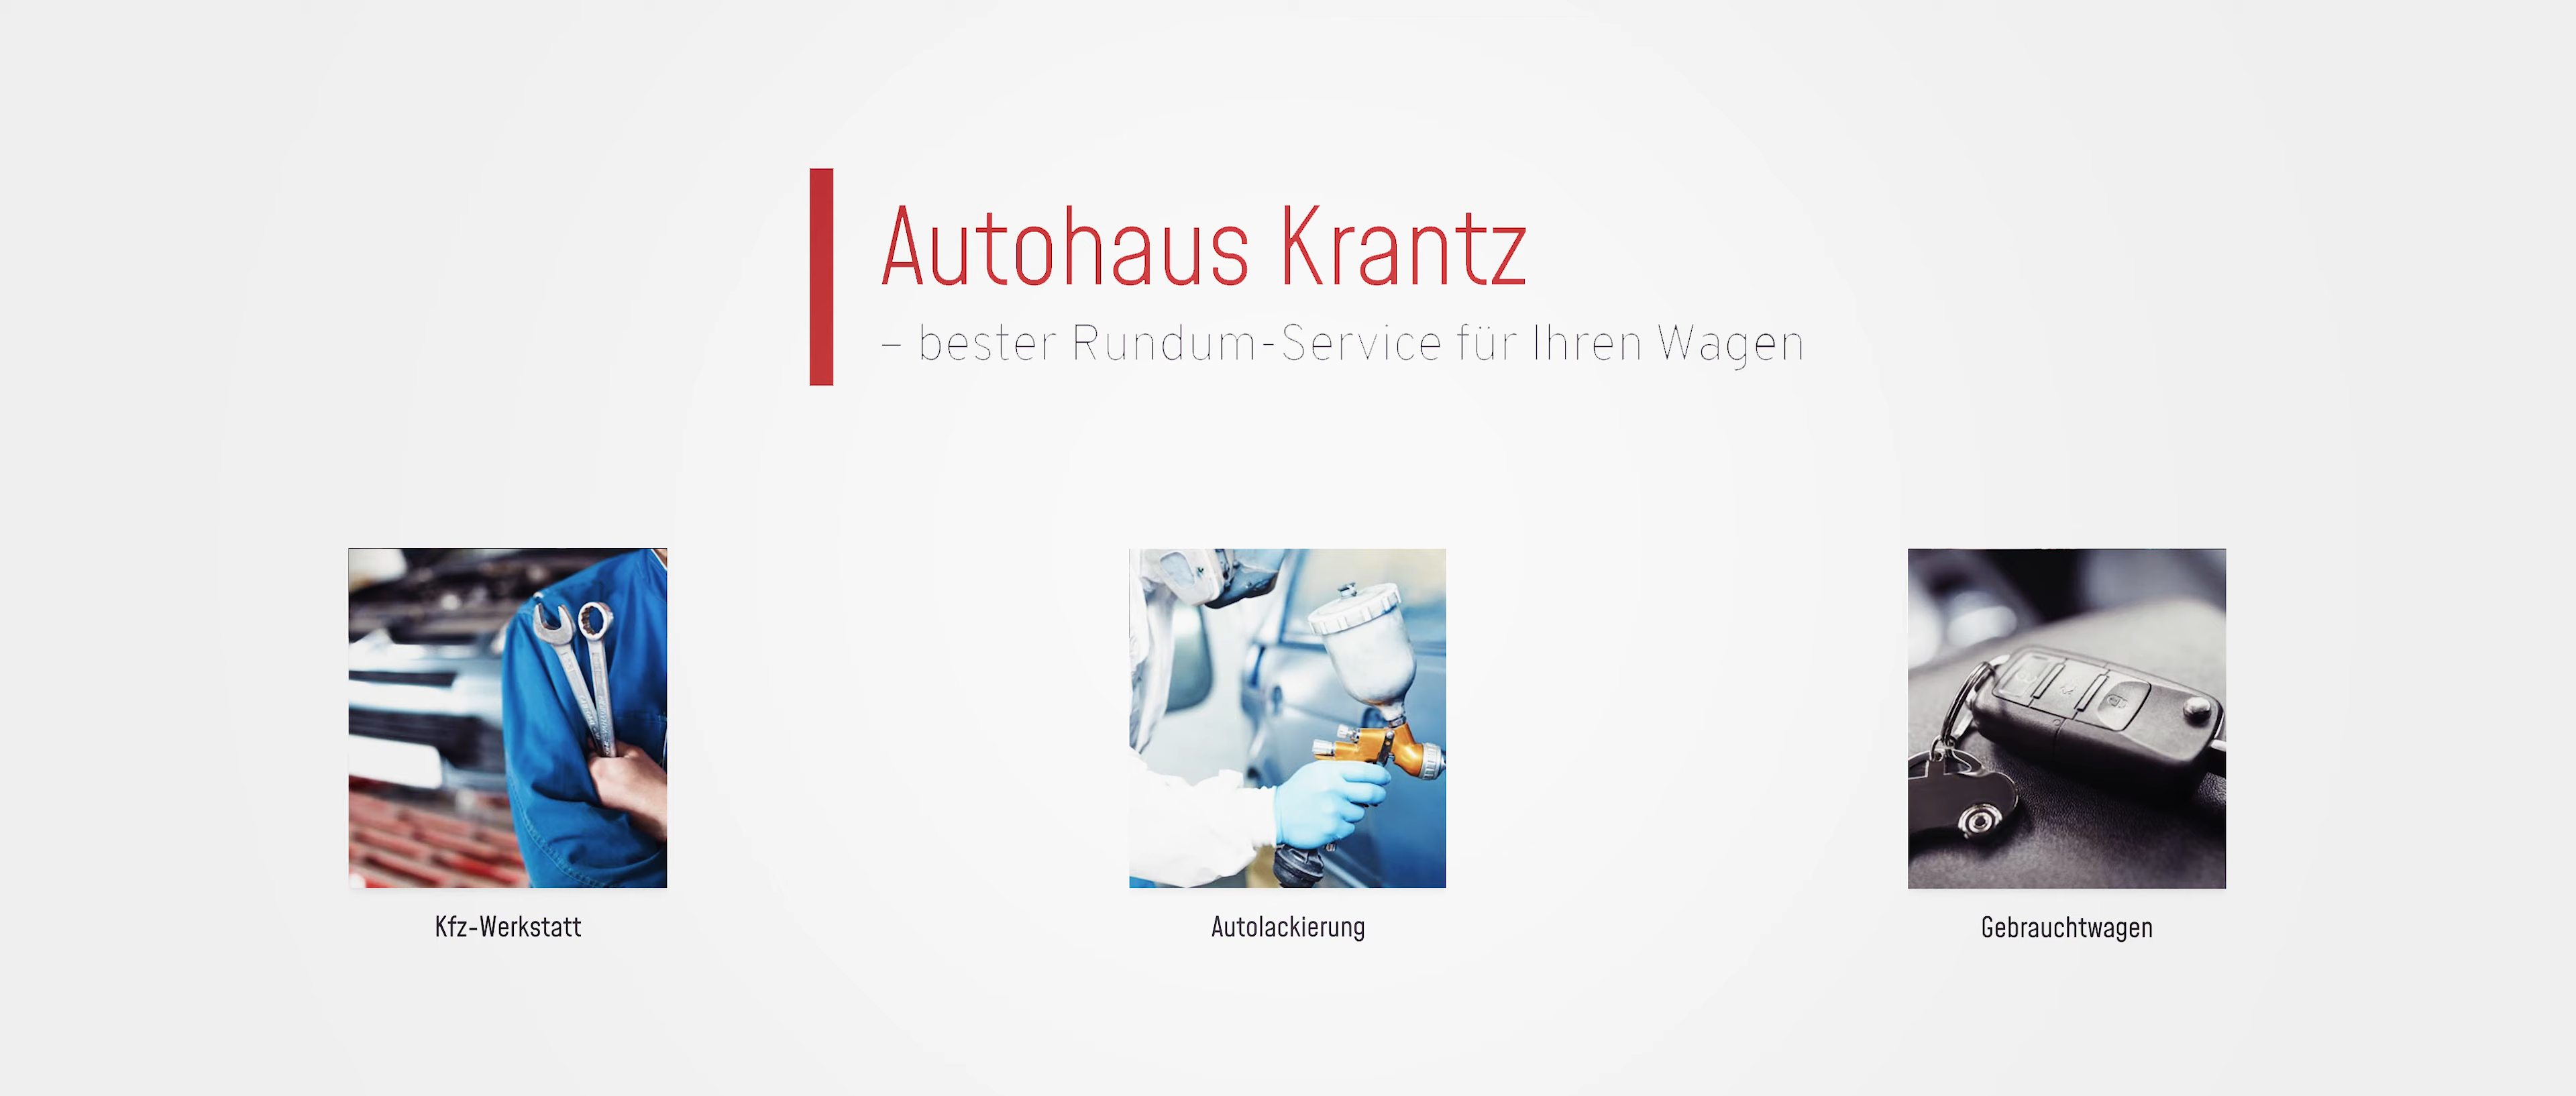 Autohaus Krantz
– bester Rundum-Service für Ihren Wagen
Kfz-Werkstatt
Autolackierung
Gebrauchtwagen